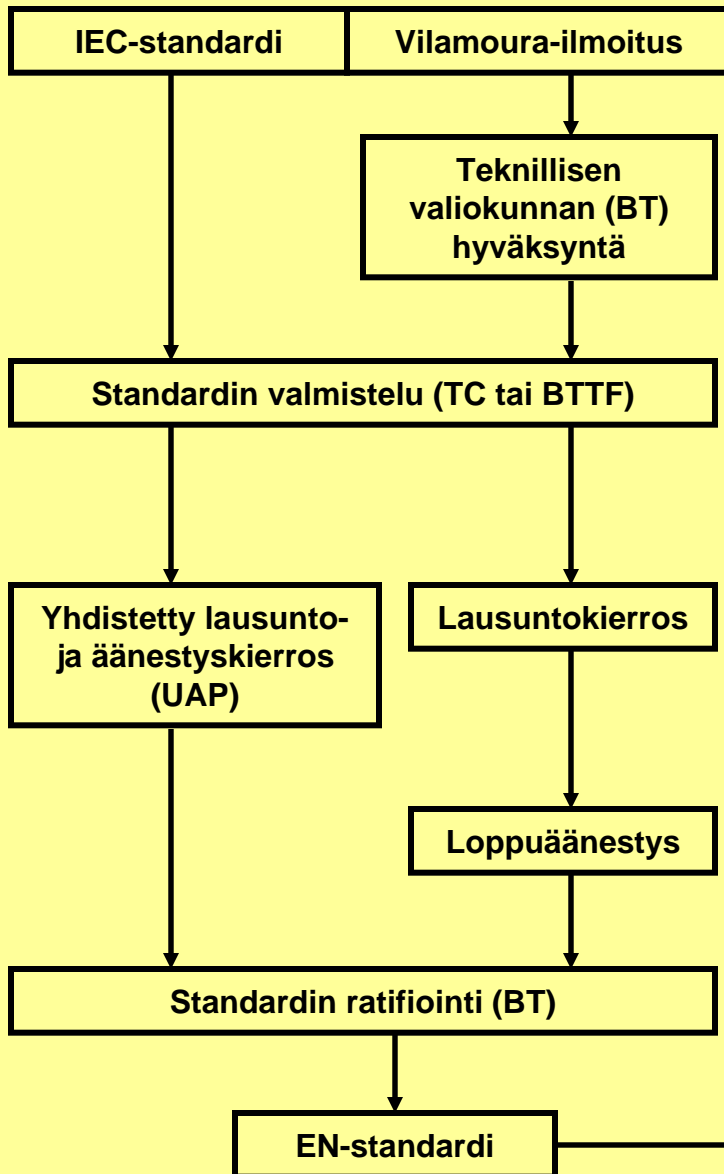 IEC-standardi
Vilamoura-ilmoitus
Teknillisen
valiokunnan (BT)
hyväksyntä
Standardin valmistelu (TC tai BTTF)
Yhdistetty lausunto-
ja äänestyskierros
(UAP)
Lausuntokierros
Loppuäänestys
Standardin ratifiointi (BT)
EN-standardi